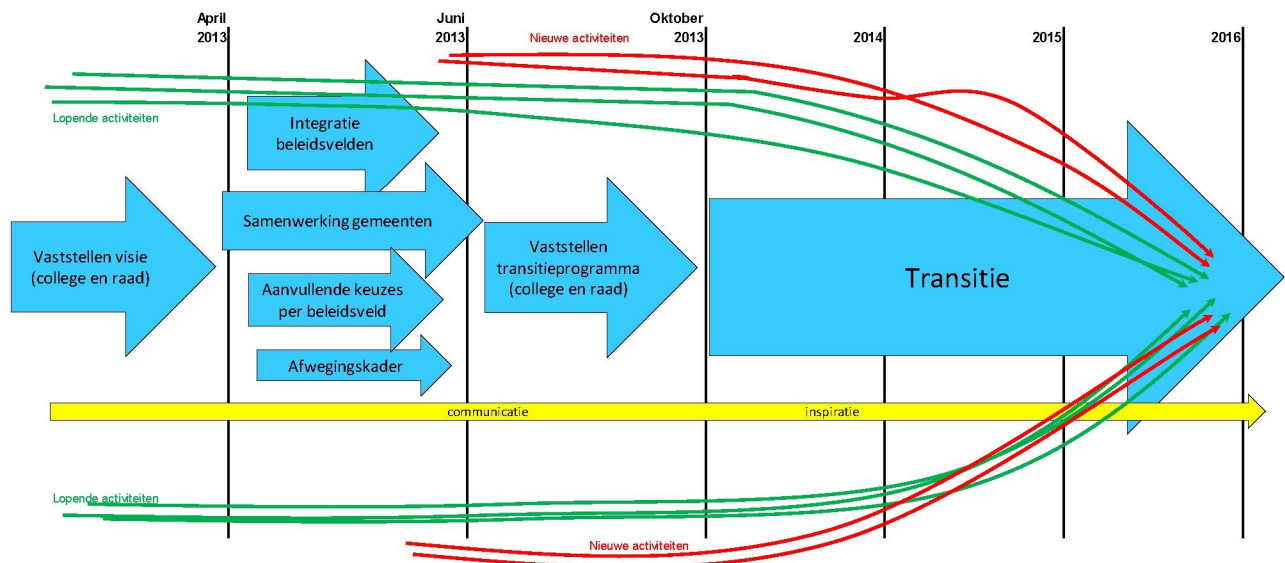 April
2013
Juni
2013
Oktober
2013
2014
2015
2016
Nieuwe activiteiten
Lopende activiteiten
Integratie
beleidsvelden
Samenwerking gemeenten
Vaststellen visie
(college en raad)
Aanvullende keuzes
per beleidsveld
Afwegingskader
Vaststellen
transitieprogramma
(college en raad)
Transitie
communicatie
inspiratie
Lopende activiteiten
Nieuwe activiteiten